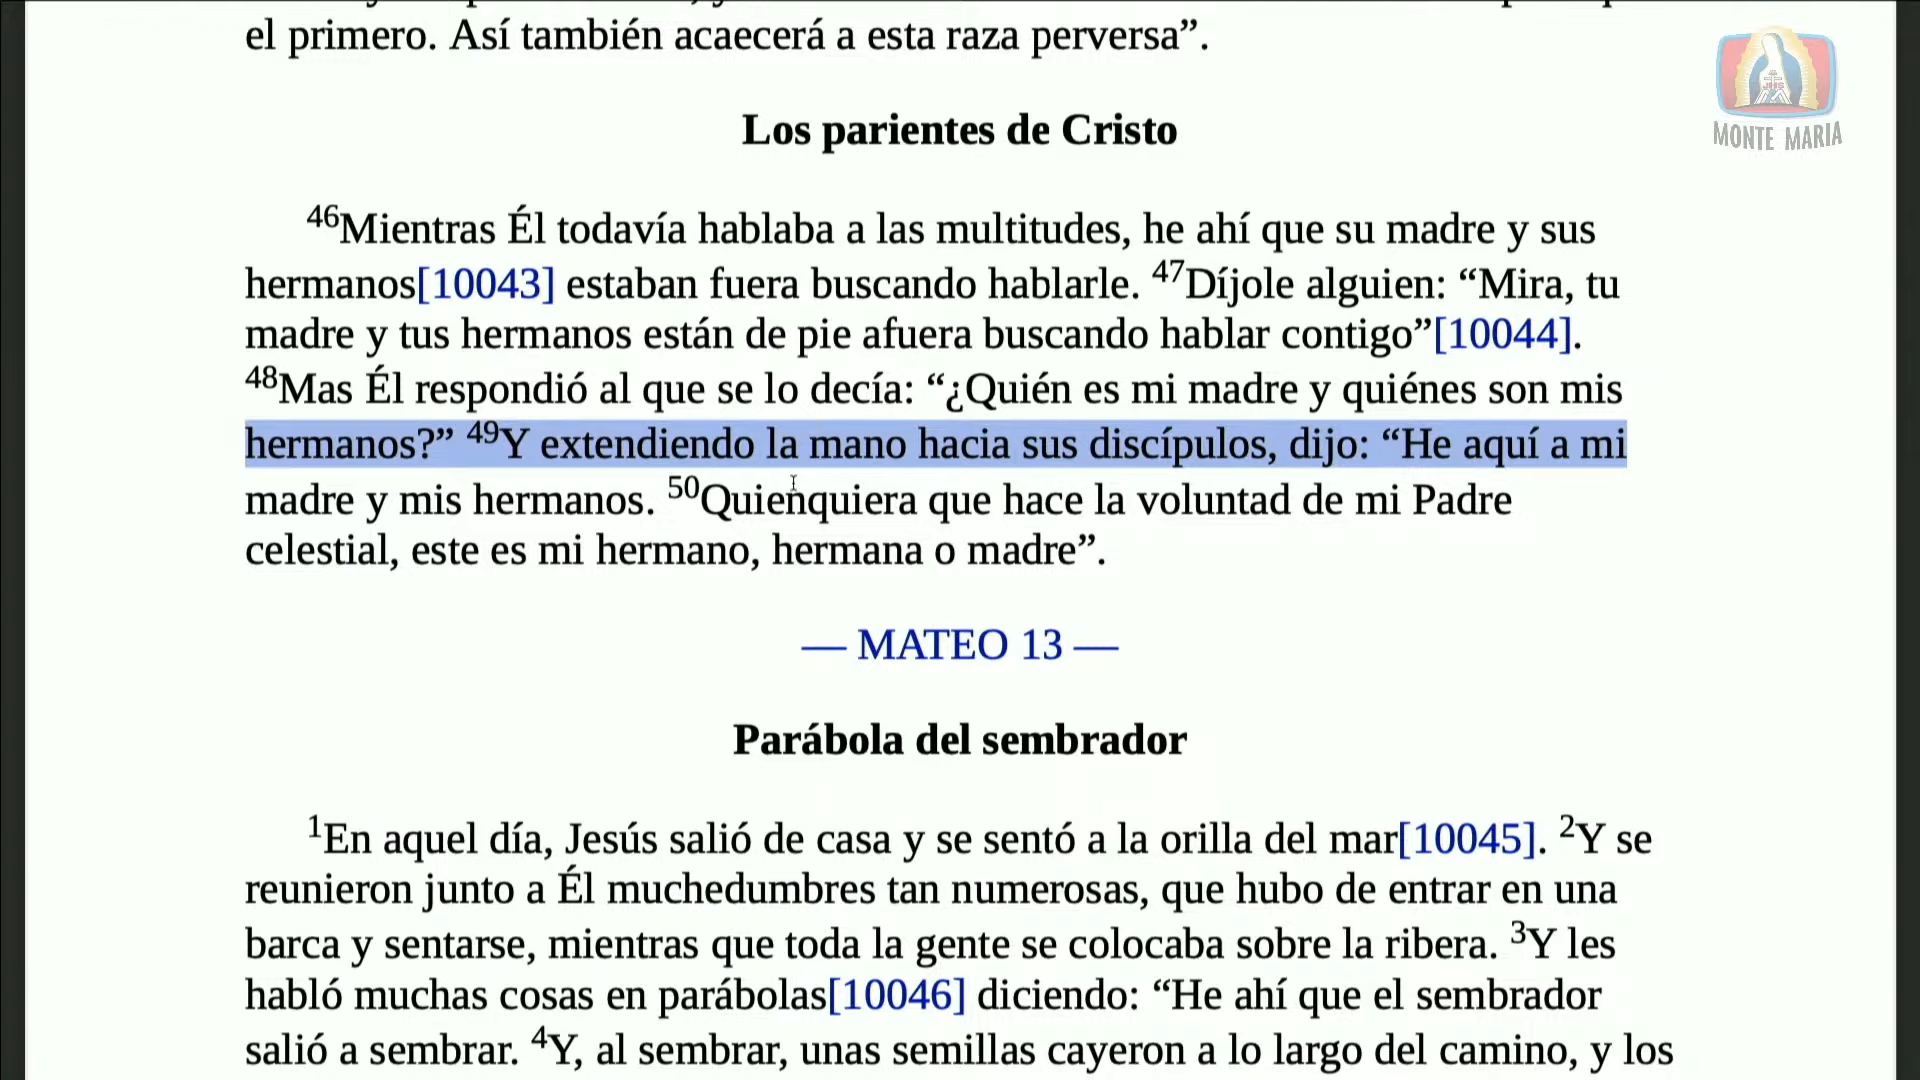 el primero. Así también acaecerá a esta raza perversa”.
Los parientes de Cristo
46Mientras Él todavía hablaba a las multitudes, he ahí que su madre y sus
hermanos[10043] estaban fuera buscando hablarle. 47Díjole alguien: “Mira, tu
madre y tus hermanos están de pie afuera buscando hablar contigo”[10044].
48Mas Él respondió al que se lo decía: “¿Quién es mi madre y quiénes son mis
hermanos?” 49Y extendiendo la mano hacia sus discípulos, dijo: “He aquí a mi
madre y mis hermanos. 50Quienquiera que hace la voluntad de mi Padre
celestial, este es mi hermano, hermana o madre”.
— MATEO 13 —
Parábola del sembrador
1En aquel día, Jesús salió de casa y se sentó a la orilla del mar[10045]. 2Y se
reunieron junto a Él muchedumbres tan numerosas, que hubo de entrar en una
barca y sentarse, mientras que toda la gente se colocaba sobre la ribera. 3Y les
habló muchas cosas en parábolas[10046] diciendo: “He ahí que el sembrador
salió a sembrar. 4Y, al sembrar, unas semillas cayeron a lo largo del camino, y los
JHS
MONTE MARIA